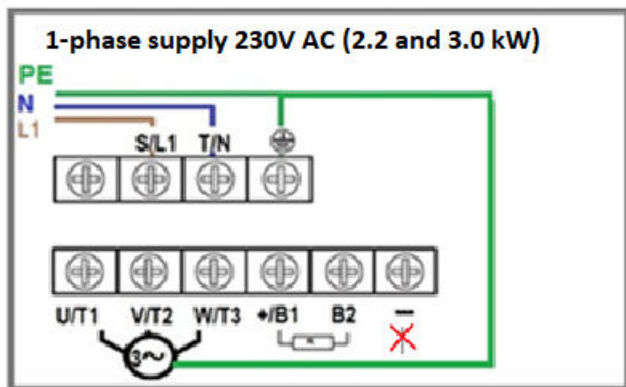 1-phase supply 230V AC (2.2 and 3.0 kW)
PE
N
L1
S/L1 T/N
U/T1 V/T2 W/T3 +/B1 B2 —
3~